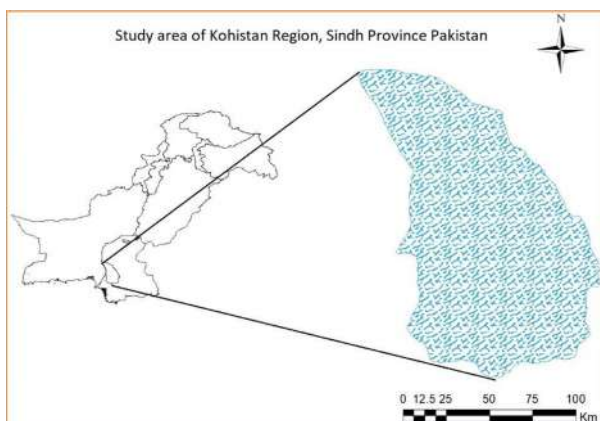 Study area of Kohistan Region, Sindh Province Pakistan
N
0 12.5 25 50 75 100
Km